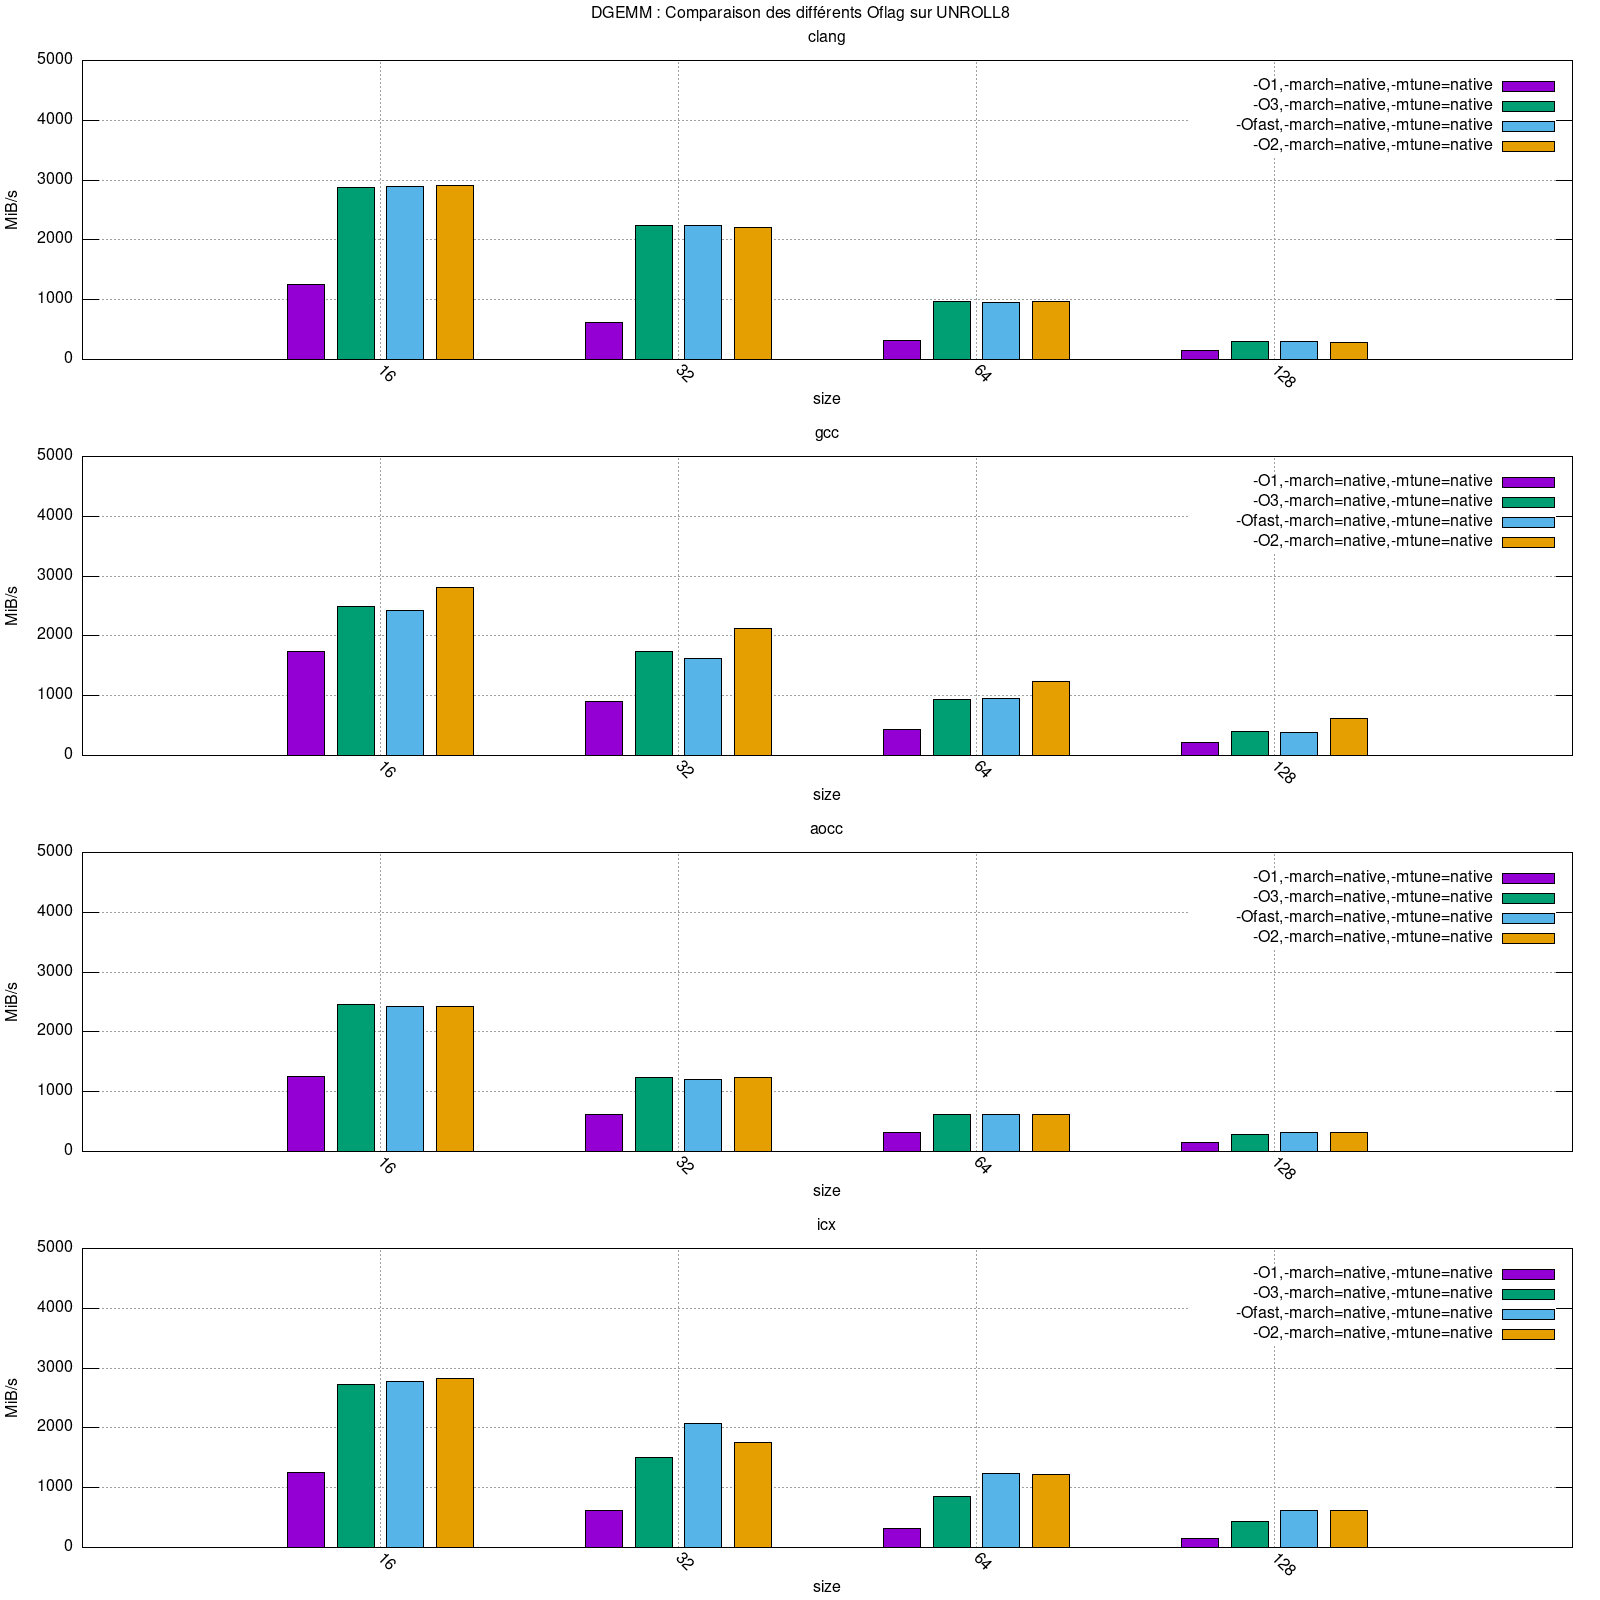 DGEMM : Comparaison des différents Oflag sur UNROLL8
clang
5000
4000
3000
2000
1000
0
MiB/s
-O1,-march=native,-mtune=native
-O3,-march=native,-mtune=native
-Ofast,-march=native,-mtune=native
-O2,-march=native,-mtune=native
16 32 64 128
size
gcc
5000
4000
3000
2000
1000
0
MiB/s
-O1,-march=native,-mtune=native
-O3,-march=native,-mtune=native
-Ofast,-march=native,-mtune=native
-O2,-march=native,-mtune=native
16 32 64 128
size
aocc
5000
4000
3000
2000
1000
0
MiB/s
-O1,-march=native,-mtune=native
-O3,-march=native,-mtune=native
-Ofast,-march=native,-mtune=native
-O2,-march=native,-mtune=native
16 32 64 128
size
icx
5000
4000
3000
2000
1000
0
MiB/s
-O1,-march=native,-mtune=native
-O3,-march=native,-mtune=native
-Ofast,-march=native,-mtune=native
-O2,-march=native,-mtune=native
16 32 64 128
size